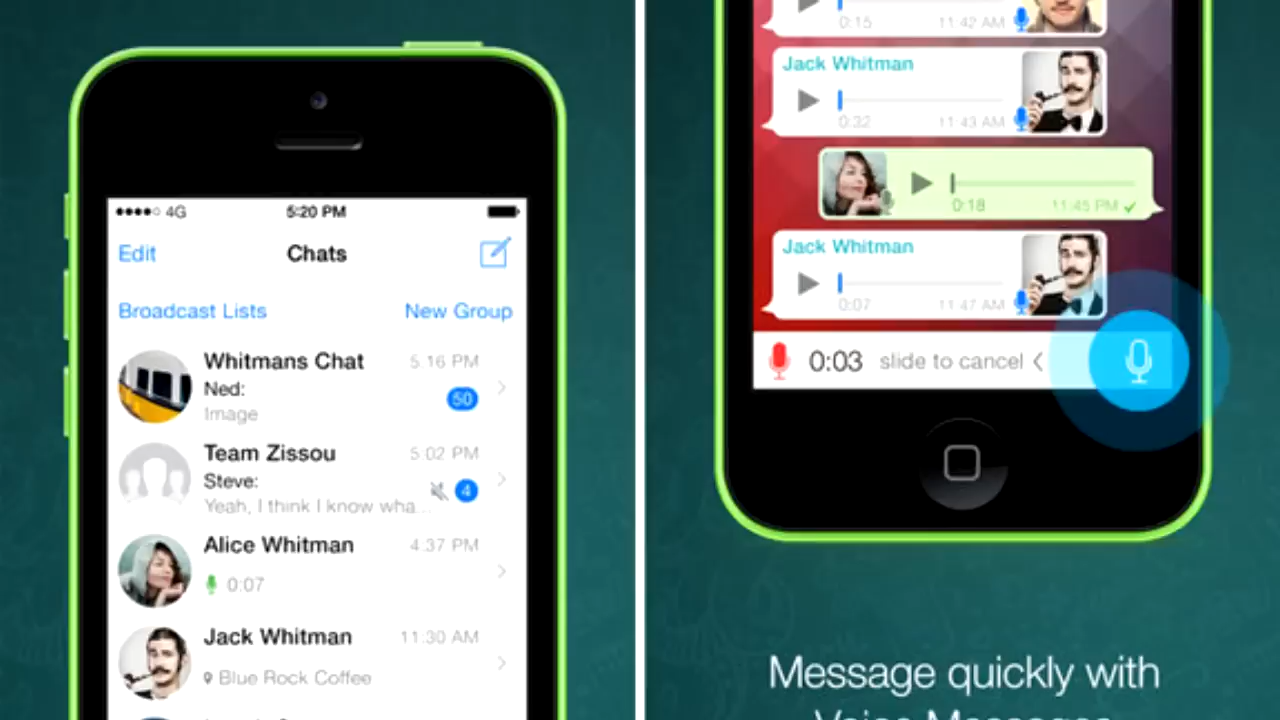 4G 5:20 PM
Edit Chats
Broadcast Lists New Group
Whitmans Chat 5:16 PM
Ned: 50
Image
Team Zissou 5:02 PM
Steve: 4
Yeah, I think I know wha...
Alice Whitman 4:37 PM
0:07
Jack Whitman 11:30 AM
Blue Rock Coffee
0:15 11:42 AM
Jack Whitman
0:32 11:43 AM
0:18 11:45 PM
Jack Whitman
0:07 11:47 AM
0:03 slide to cancel <
Message quickly with
Voice Messages